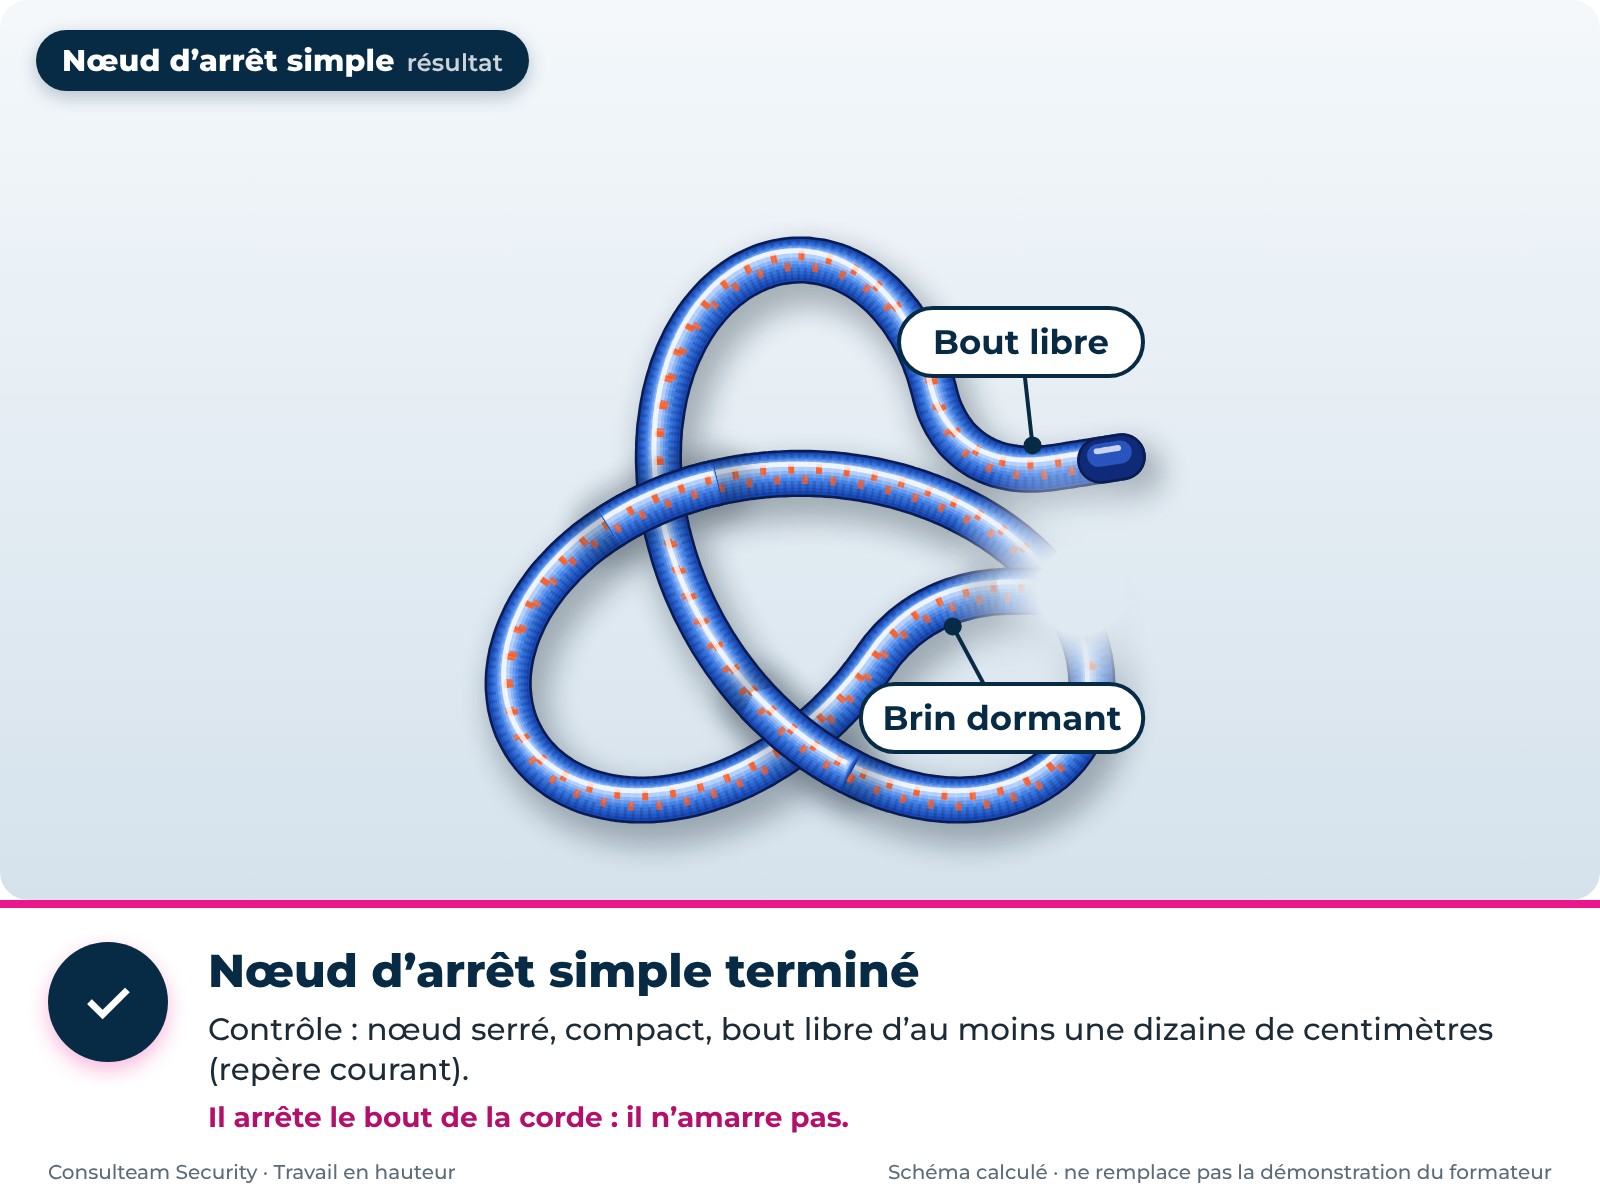 Nœud d’arrêt simple résultat
Bout libre
Brin dormant
Nœud d’arrêt simple terminé
Contrôle : nœud serré, compact, bout libre d’au moins une dizaine de centimètres
(repère courant).
Il arrête le bout de la corde : il n’amarre pas.
Consulteam Security · Travail en hauteur
Schéma calculé · ne remplace pas la démonstration du formateur